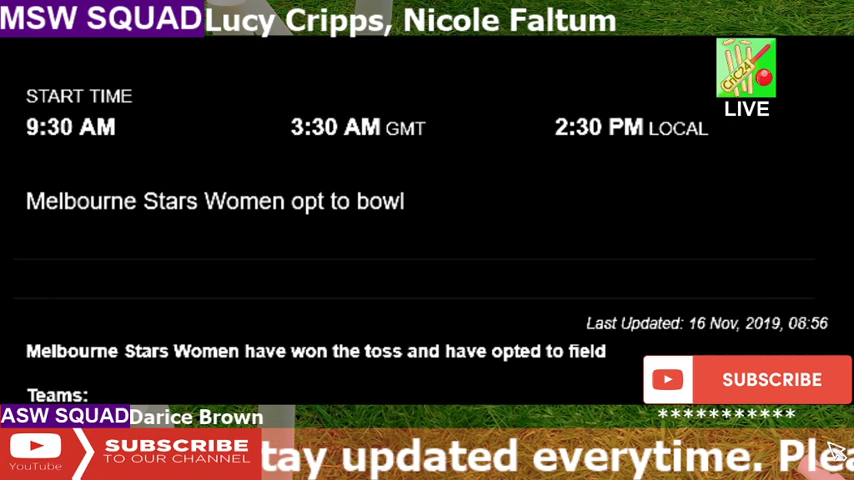 MSW SQUAD Lucy Cripps, Nicole Faltum
CriC24
LIVE
START TIME
9:30 AM 3:30 AM GMT 2:30 PM LOCAL
Melbourne Stars Women opt to bowl
Last Updated: 16 Nov, 2019, 08:56
Melbourne Stars Women have won the toss and have opted to field
SUBSCRIBE
Teams:
ASW SQUAD Darice Brown
***********
YouTube
SUBSCRIBE
TO OUR CHANNEL
tay updated everytime. Plea